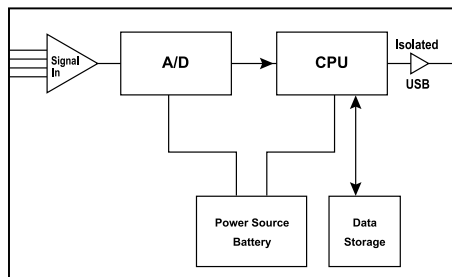 Signal
In
A/D
CPU
Isolated
USB
Power Source
Battery
Data
Storage